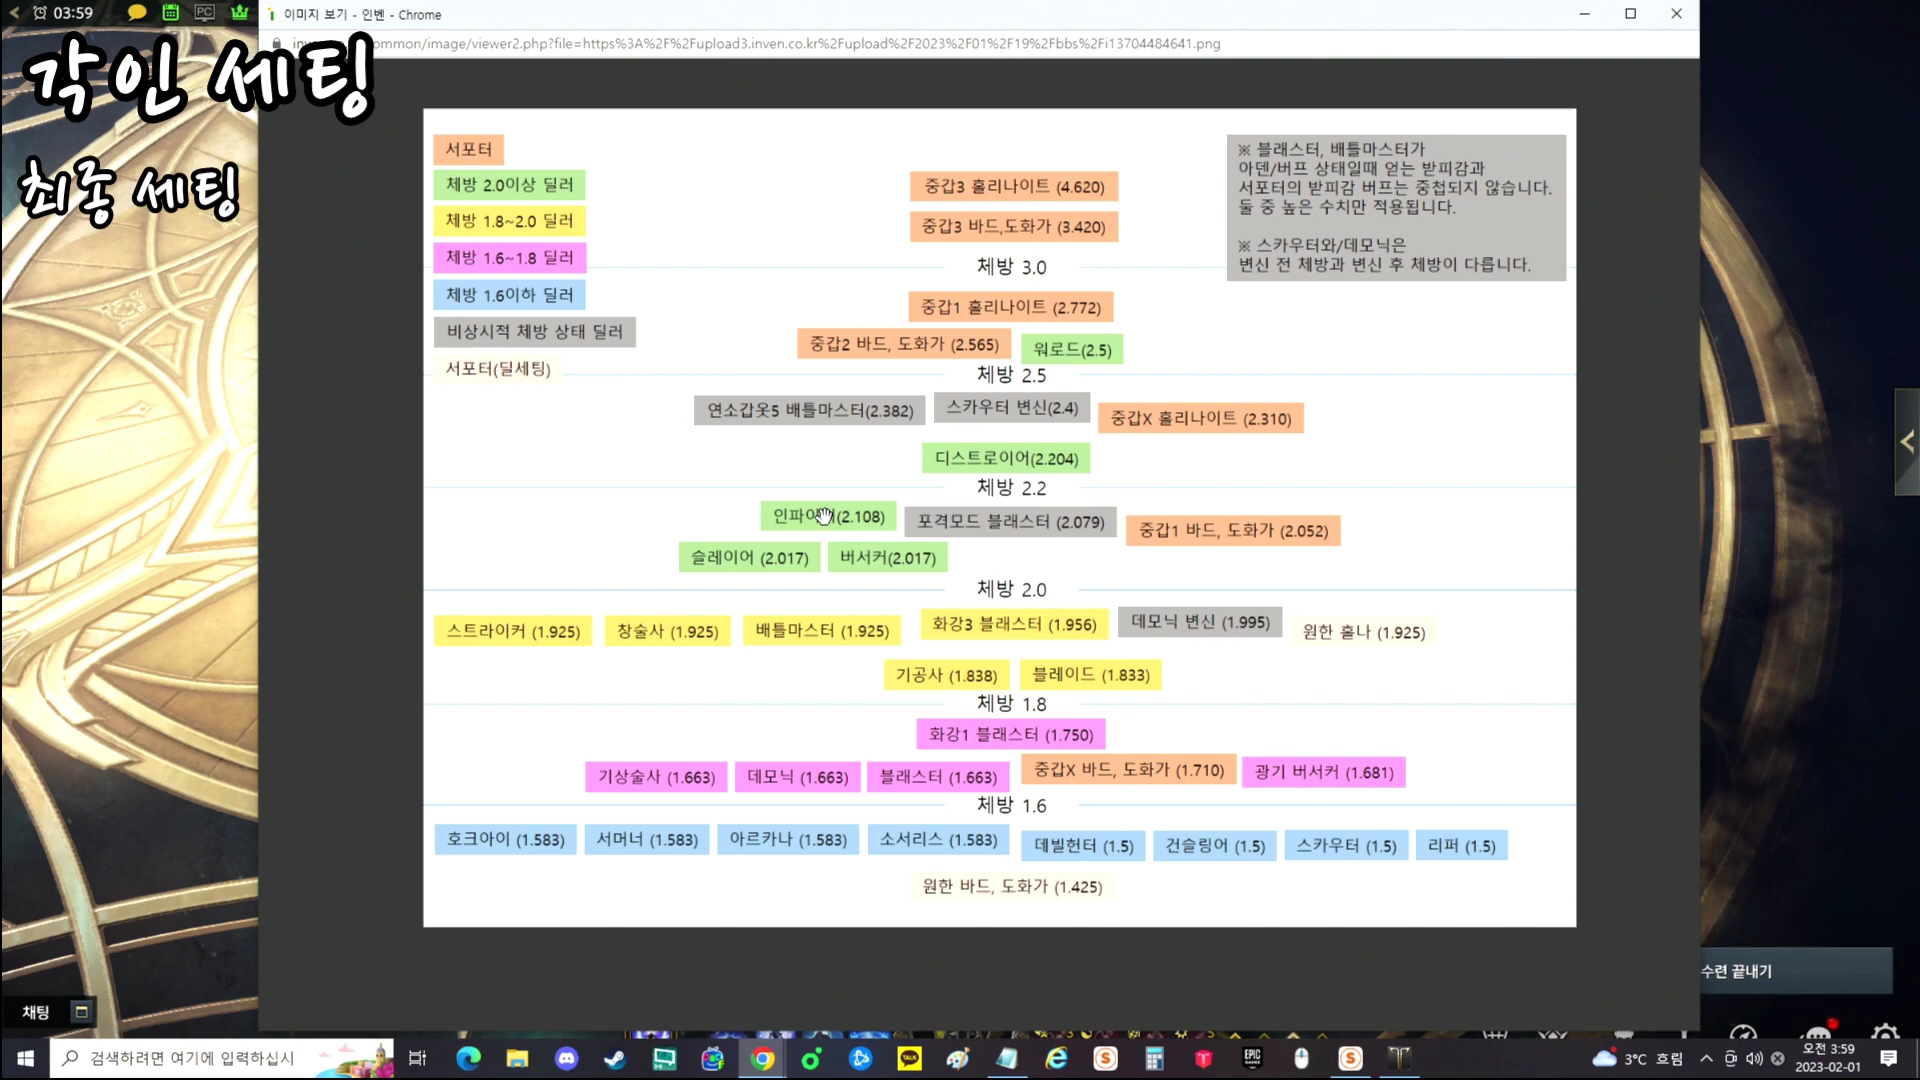 03:59
PC
이미지 보기 - 인벤 - Chrome
ommon/image/viewer2.php?file=https%3A%2F%2Fupload3.inven.co.kr%2Fupload%2F2023%2F01%2F19%2Fbbs%2Fi13704484641.png
각인 세팅
최종 세팅
서포터
체방 2.0이상 딜러
체방 1.8~2.0 딜러
체방 1.6~1.8 딜러
체방 1.6이하 딜러
비상시적 체방 상태 딜러
서포터(딜세팅)
※ 블래스터, 배틀마스터가
아덴/버프 상태일때 얻는 받피감과
서포터의 받피감 버프는 중첩되지 않습니다.
둘 중 높은 수치만 적용됩니다.
※ 스카우터와/데모닉은
변신 전 체방과 변신 후 체방이 다릅니다.
중갑3 홀리나이트 (4.620)
중갑3 바드,도화가 (3.420)
체방 3.0
중갑1 홀리나이트 (2.772)
중갑2 바드, 도화가 (2.565)
워로드(2.5)
체방 2.5
연소갑옷5 배틀마스터(2.382)
스카우터 변신(2.4)
중갑X 홀리나이트 (2.310)
디스트로이어(2.204)
체방 2.2
(2.108)
포격모드 블래스터 (2.079)
중갑1 바드, 도화가 (2.052)
슬레이어 (2.017)
버서커(2.017)
체방 2.0
스트라이커 (1.925)
창술사 (1.925)
배틀마스터 (1.925)
화강3 블래스터 (1.956)
데모닉 변신 (1.995)
원한 홀나 (1.925)
기공사 (1.838)
블레이드 (1.833)
체방 1.8
화강1 블래스터 (1.750)
기상술사 (1.663)
데모닉 (1.663)
블래스터 (1.663)
중갑X 바드, 도화가 (1.710)
광기 버서커 (1.681)
체방 1.6
호크아이 (1.583)
서머너 (1.583)
아르카나 (1.583)
소서리스 (1.583)
데빌헌터 (1.5)
건슬링어 (1.5)
스카우터 (1.5)
리퍼 (1.5)
원한 바드, 도화가 (1.425)
수련 끝내기
채팅
검색하려면 여기에 입력하십시
TALK
EPIC
3°C 흐림
오전 3:59
2023-02-01